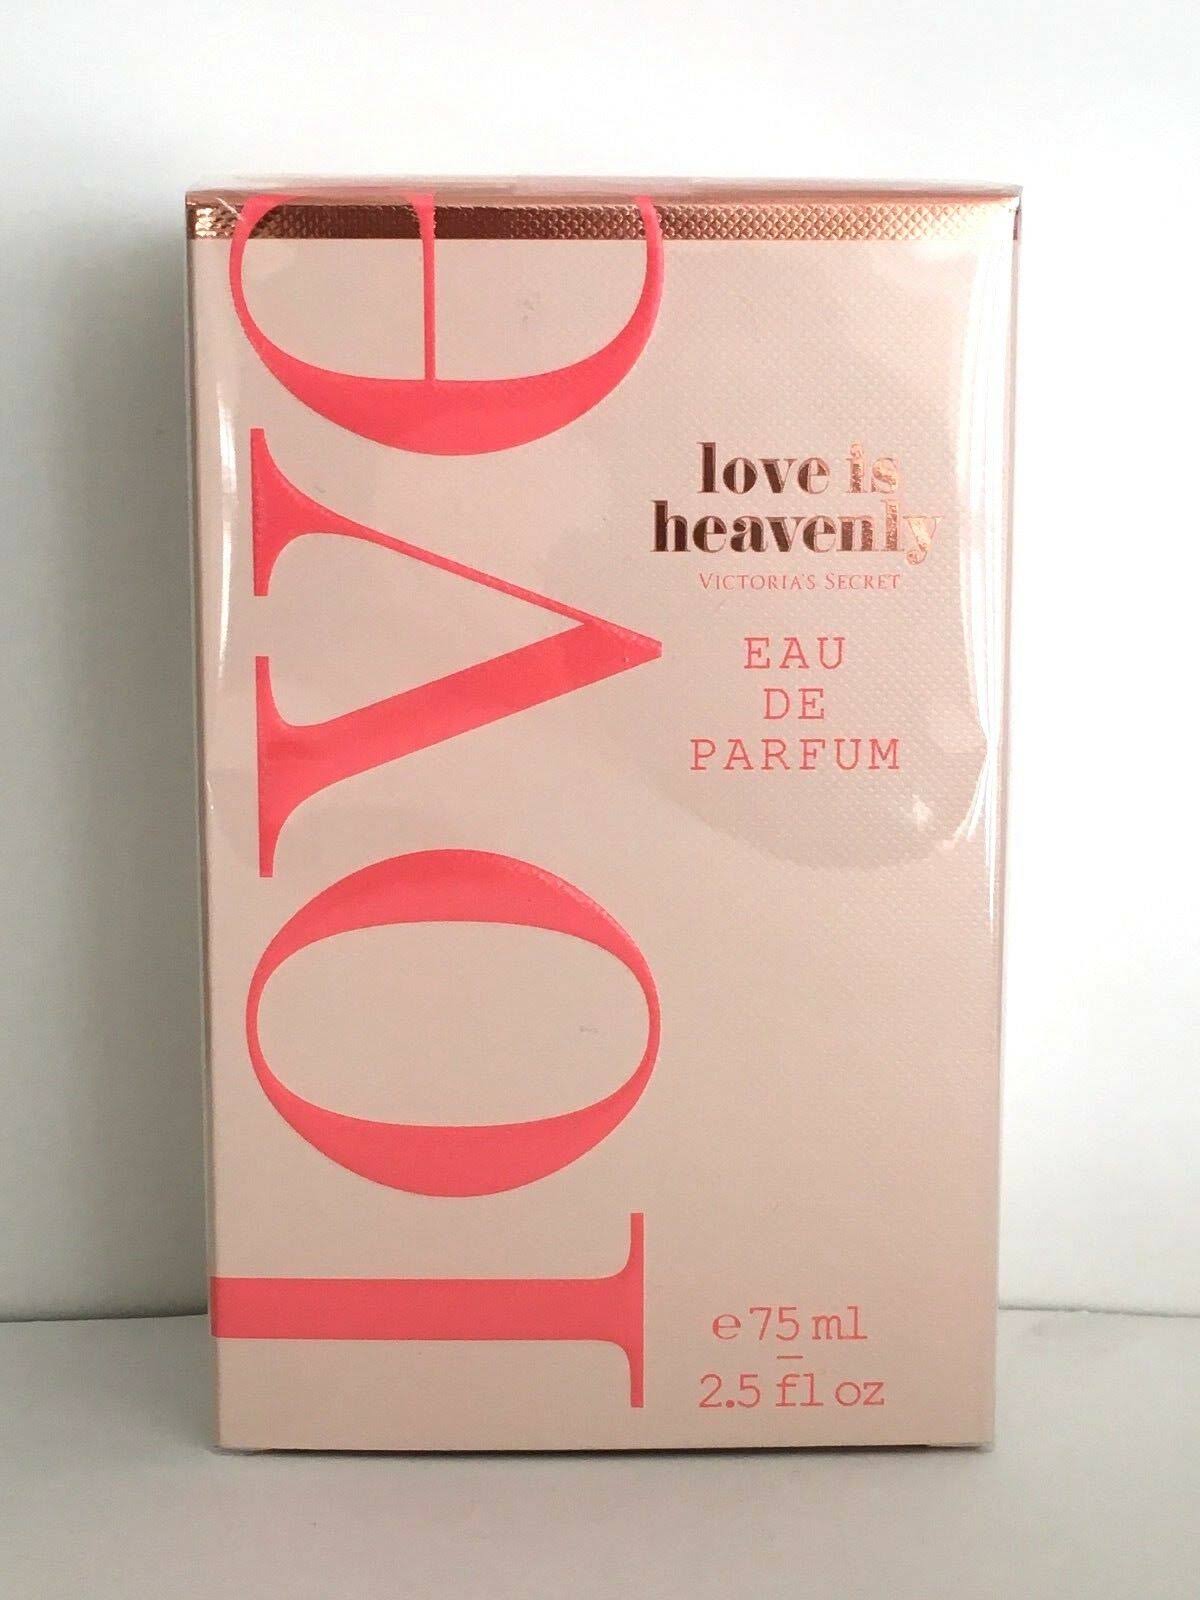 love
love is
heavenly
VICTORIA'S SECRET
EAU
DE
PARFUM
e 75 ml
2.5 fl oz